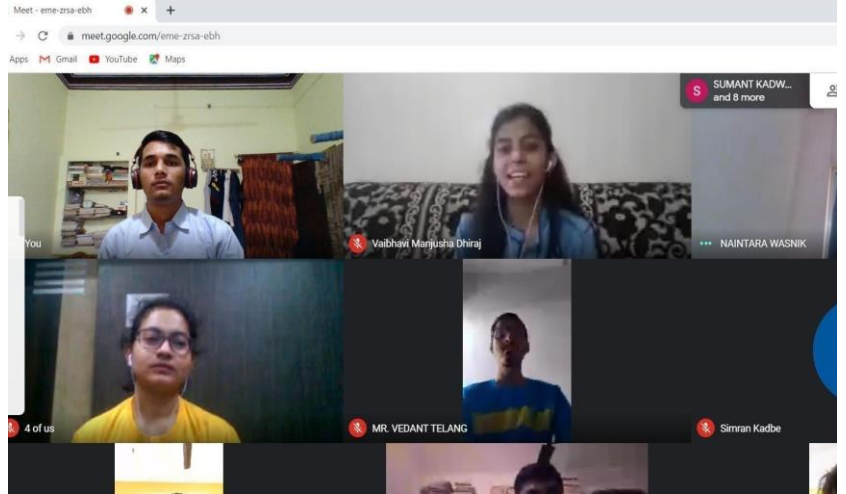 Meet - eme-zrsa-ebh
meet.google.com/eme-zrsa-ebh
Apps Gmail YouTube Maps
S SUMANT KADW...
and 8 more
You
Vaibhavi Manjusha Dhiraj
NAINTARA WASNIK
4 of us
MR. VEDANT TELANG
Simran Kadbe